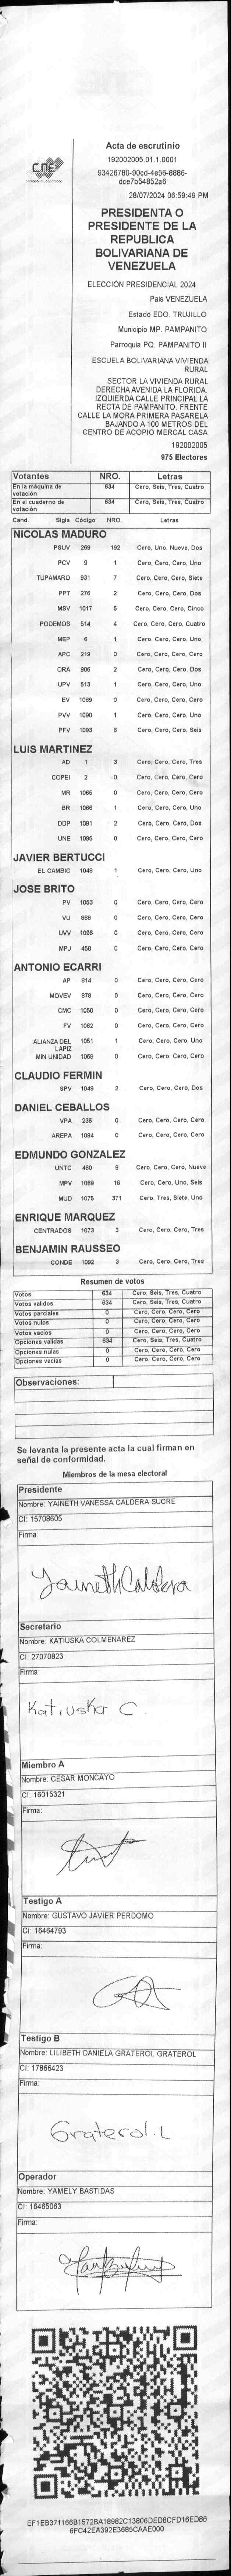 CNE
Acta de escrutinio
192002005.01.1.0001
93426780-90cd-4e56-8886-
dce7b54852a6
28/07/2024 06:59:49 PM
PRESIDENTA O
PRESIDENTE DE LA
REPUBLICA
BOLIVARIANA DE
VENEZUELA
ELECCIÓN PRESIDENCIAL 2024
Pais VENEZUELA
Estado EDO. TRUJILLO
Municipio MP. PAMPANITO
Parroquia PQ. PAMPANITO II
ESCUELA BOLIVARIANA VIVIENDA
RURAL
SECTOR LA VIVIENDA RURAL
DERECHA AVENIDA LA FLORIDA.
IZQUIERDA CALLE PRINCIPAL LA
RECTA DE PAMPANITO. FRENTE
CALLE LA MORA PRIMERA PASARELA
BAJANDO A 100 METROS DEL
CENTRO DE ACOPIO MERCAL CASA
192002005
975 Electores
Votantes NRO. Letras
En la máquina de votación 634 Cero, Seis, Tres, Cuatro
En el cuaderno de votación 634 Cero, Seis, Tres, Cuatro
Cand. Sigla Código NRO. Letras
NICOLAS MADURO
PSUV 269 192 Cero, Uno, Nueve, Dos
PCV 9 1 Cero, Cero, Cero, Uno
TUPAMARO 931 7 Cero, Cero, Cero, Siete
PPT 276 2 Cero, Cero, Cero, Dos
MSV 1017 5 Cero, Cero, Cero, Cinco
PODEMOS 514 4 Cero, Cero, Cero, Cuatro
MEP 6 1 Cero, Cero, Cero, Uno
APC 219 0 Cero, Cero, Cero, Cero
ORA 906 2 Cero, Cero, Cero, Dos
UPV 513 1 Cero, Cero, Cero, Uno
EV 1089 0 Cero, Cero, Cero, Cero
PVV 1090 1 Cero, Cero, Cero, Uno
PFV 1093 6 Cero, Cero, Cero, Seis
LUIS MARTINEZ
AD 1 3 Cero, Cero, Cero, Tres
COPEI 2 0 Cero, Cero, Cero, Cero
MR 1065 0 Cero, Cero, Cero, Cero
BR 1066 1 Cero, Cero, Cero, Uno
DDP 1091 2 Cero, Cero, Cero, Dos
UNE 1095 0 Cero, Cero, Cero, Cero
JAVIER BERTUCCI
EL CAMBIO 1048 1 Cero, Cero, Cero, Uno
JOSE BRITO
PV 1053 0 Cero, Cero, Cero, Cero
VU 868 0 Cero, Cero, Cero, Cero
UVV 1096 0 Cero, Cero, Cero, Cero
MPJ 458 0 Cero, Cero, Cero, Cero
ANTONIO ECARRI
AP 814 0 Cero, Cero, Cero, Cero
MOVEV 878 0 Cero, Cero, Cero, Cero
CMC 1050 0 Cero, Cero, Cero, Cero
FV 1062 0 Cero, Cero, Cero, Cero
ALIANZA DEL LAPIZ 1051 1 Cero, Cero, Cero, Uno
MIN UNIDAD 1068 0 Cero, Cero, Cero, Cero
CLAUDIO FERMIN
SPV 1049 2 Cero, Cero, Cero, Dos
DANIEL CEBALLOS
VPA 236 0 Cero, Cero, Cero, Cero
AREPA 1094 0 Cero, Cero, Cero, Cero
EDMUNDO GONZALEZ
UNTC 460 9 Cero, Cero, Cero, Nueve
MPV 1069 16 Cero, Cero, Uno, Seis
MUD 1076 371 Cero, Tres, Siete, Uno
ENRIQUE MARQUEZ
CENTRADOS 1073 3 Cero, Cero, Cero, Tres
BENJAMIN RAUSSEO
CONDE 1092 3 Cero, Cero, Cero, Tres
Resumen de votos
Votos 634 Cero, Seis, Tres, Cuatro
Votos validos 634 Cero, Seis, Tres, Cuatro
Votos parciales 0 Cero, Cero, Cero, Cero
Votos nulos 0 Cero, Cero, Cero, Cero
Votos vacíos 0 Cero, Cero, Cero, Cero
Opciones validas 634 Cero, Seis, Tres, Cuatro
Opciones nulas 0 Cero, Cero, Cero, Cero
Opciones vacias 0 Cero, Cero, Cero, Cero
Observaciones:
Se levanta la presente acta la cual firman en
señal de conformidad.
Miembros de la mesa electoral
Presidente
Nombre: YAINETH VANESSA CALDERA SUCRE
CI: 15708605
Firma:
Yaineth Caldera
Secretario
Nombre: KATIUSKA COLMENAREZ
CI: 27070823
Firma:
Katiuska C.
Miembro A
Nombre: CESAR MONCAYO
CI: 16015321
Firma:
Testigo A
Nombre: GUSTAVO JAVIER PERDOMO
CI: 16464793
Firma:
Testigo B
Nombre: LILIBETH DANIELA GRATEROL GRATEROL
CI: 17866423
Firma:
Graterol. L
Operador
Nombre: YAMELY BASTIDAS
CI: 16465063
Firma:
EF1EB371166B1572BA18982C13806DED8CFD16ED86
6FC42EA392E3685CAAE000